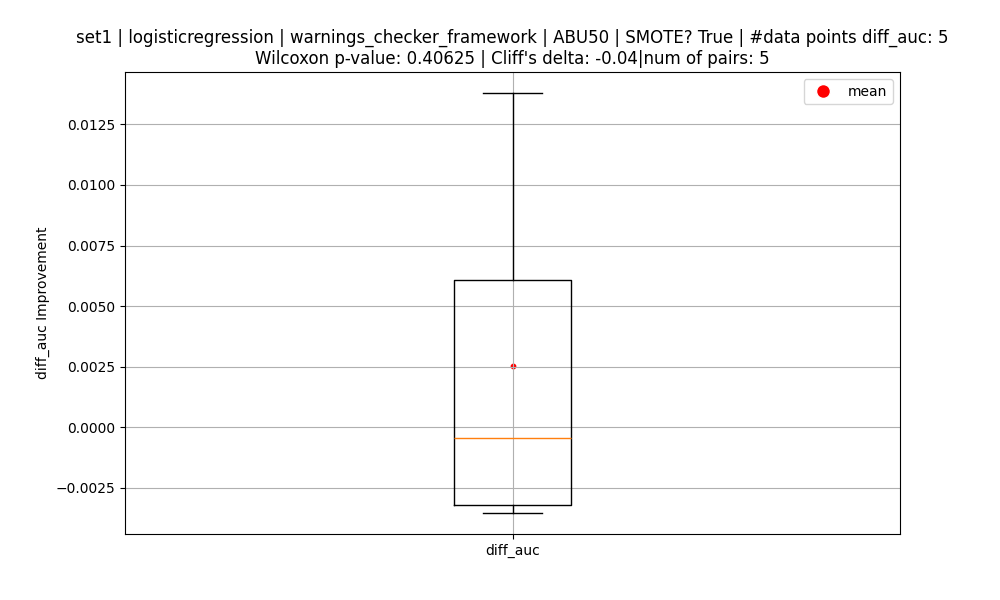 set1 | logisticregression | warnings_checker_framework | ABU50 | SMOTE? True | #data points diff_auc: 5
Wilcoxon p-value: 0.40625 | Cliff's delta: -0.04|num of pairs: 5
mean
0.0125
0.0100
0.0075
0.0050
0.0025
0.0000
−0.0025
diff_auc Improvement
diff_auc